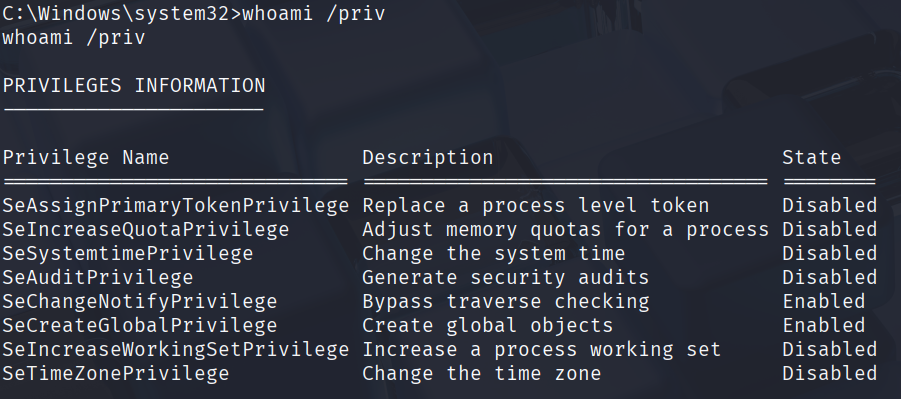 C:\Windows\system32>whoami /priv
whoami /priv
PRIVILEGES INFORMATION
----------------------
Privilege Name                Description                        State
============================= ================================== ========
SeAssignPrimaryTokenPrivilege Replace a process level token      Disabled
SeIncreaseQuotaPrivilege      Adjust memory quotas for a process Disabled
SeSystemtimePrivilege         Change the system time             Disabled
SeAuditPrivilege              Generate security audits           Disabled
SeChangeNotifyPrivilege       Bypass traverse checking           Enabled
SeCreateGlobalPrivilege       Create global objects              Enabled
SeIncreaseWorkingSetPrivilege Increase a process working set     Disabled
SeTimeZonePrivilege           Change the time zone               Disabled